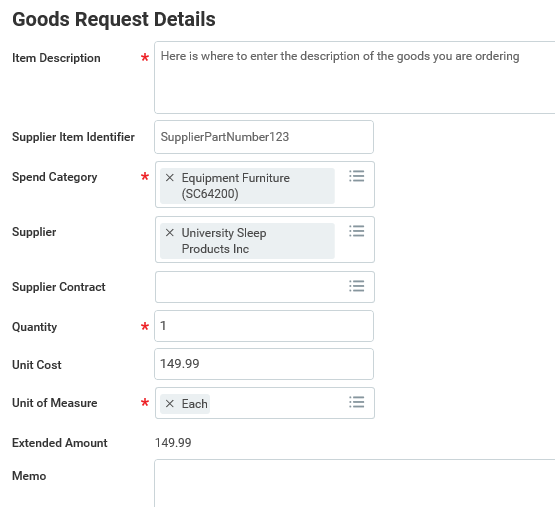 Goods Request Details
Item Description * Here is where to enter the description of the goods you are ordering
Supplier Item Identifier SupplierPartNumber123
Spend Category * × Equipment Furniture
(SC64200)
Supplier × University Sleep
Products Inc
Supplier Contract
Quantity * 1
Unit Cost 149.99
Unit of Measure * × Each
Extended Amount 149.99
Memo